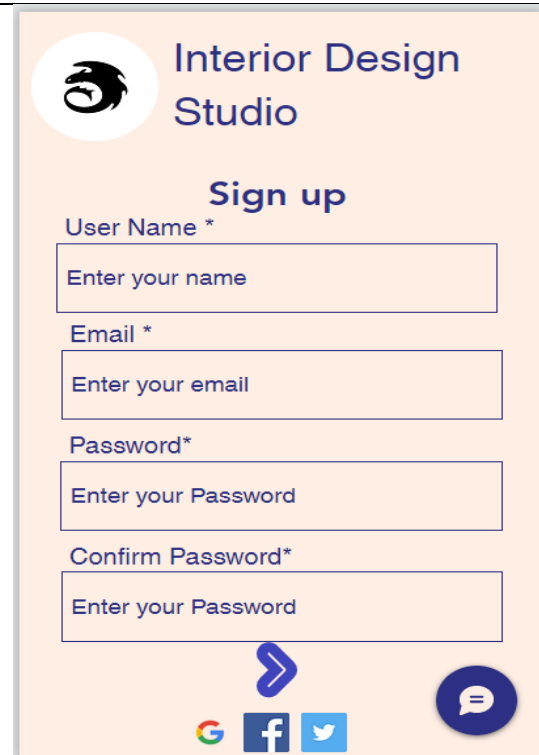 Interior Design
Studio
Sign up
User Name *
Enter your name
Email *
Enter your email
Password*
Enter your Password
Confirm Password*
Enter your Password